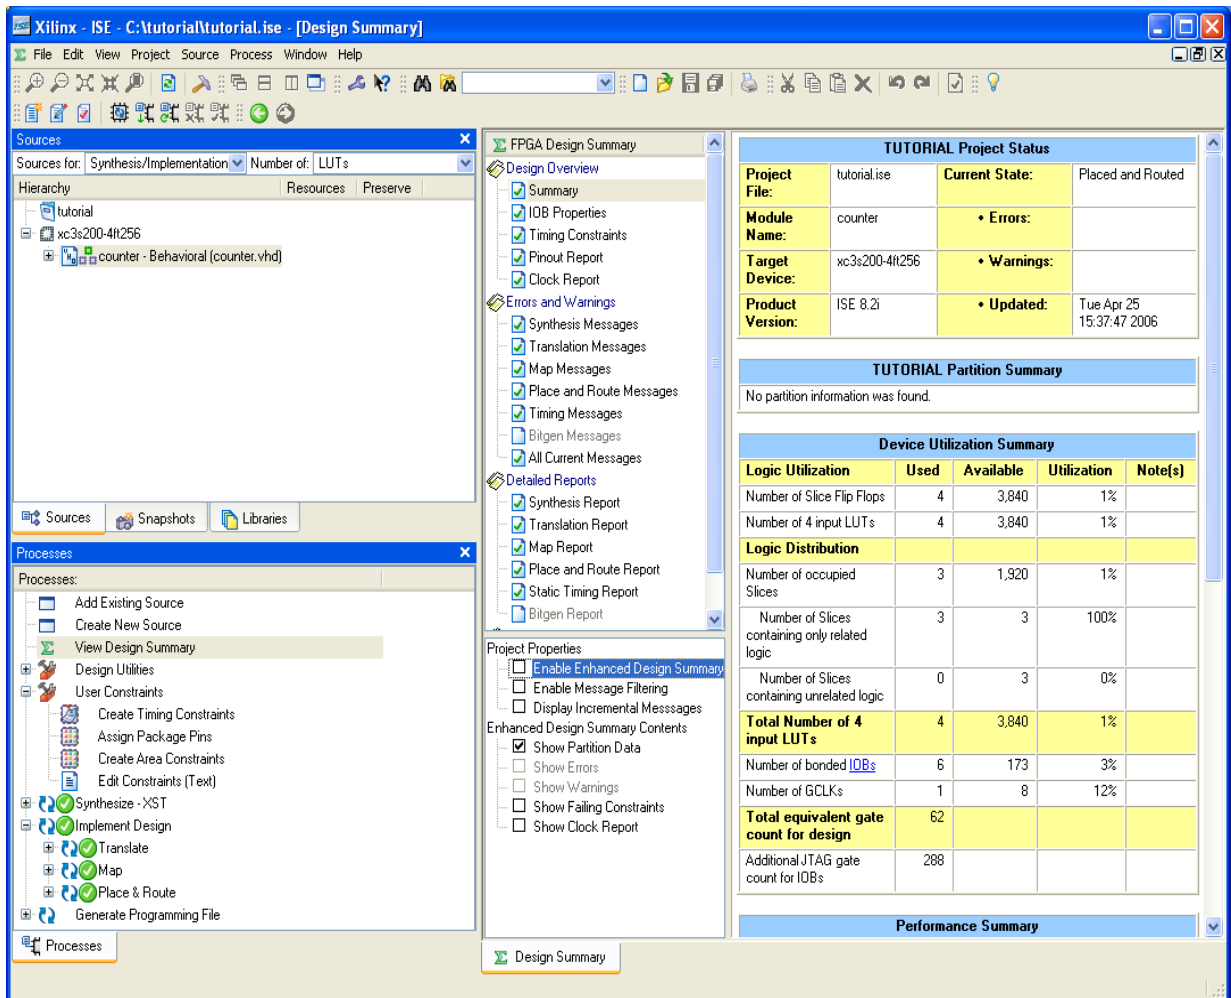 Xilinx - ISE - C:\tutorial\tutorial.ise - [Design Summary]
File Edit View Project Source Process Window Help
Sources
Sources for: Synthesis/Implementation Number of: LUTs
Hierarchy Resources Preserve
tutorial
xc3s200-4ft256
counter - Behavioral (counter.vhd)
Sources Snapshots Libraries
Processes
Processes:
Add Existing Source
Create New Source
View Design Summary
Design Utilities
User Constraints
Create Timing Constraints
Assign Package Pins
Create Area Constraints
Edit Constraints (Text)
Synthesize - XST
Implement Design
Translate
Map
Place & Route
Generate Programming File
Processes
FPGA Design Summary
Design Overview
Summary
IOB Properties
Timing Constraints
Pinout Report
Clock Report
Errors and Warnings
Synthesis Messages
Translation Messages
Map Messages
Place and Route Messages
Timing Messages
Bitgen Messages
All Current Messages
Detailed Reports
Synthesis Report
Translation Report
Map Report
Place and Route Report
Static Timing Report
Bitgen Report
Project Properties
Enable Enhanced Design Summary
Enable Message Filtering
Display Incremental Messsages
Enhanced Design Summary Contents
Show Partition Data
Show Errors
Show Warnings
Show Failing Constraints
Show Clock Report
TUTORIAL Project Status
Project File: tutorial.ise Current State: Placed and Routed
Module Name: counter • Errors:
Target Device: xc3s200-4ft256 • Warnings:
Product Version: ISE 8.2i • Updated: Tue Apr 25 15:37:47 2006
TUTORIAL Partition Summary
No partition information was found.
Device Utilization Summary
Logic Utilization Used Available Utilization Note(s)
Number of Slice Flip Flops 4 3,840 1%
Number of 4 input LUTs 4 3,840 1%
Logic Distribution
Number of occupied Slices 3 1,920 1%
Number of Slices containing only related logic 3 3 100%
Number of Slices containing unrelated logic 0 3 0%
Total Number of 4 input LUTs 4 3,840 1%
Number of bonded IOBs 6 173 3%
Number of GCLKs 1 8 12%
Total equivalent gate count for design 62
Additional JTAG gate count for IOBs 288
Performance Summary
Design Summary